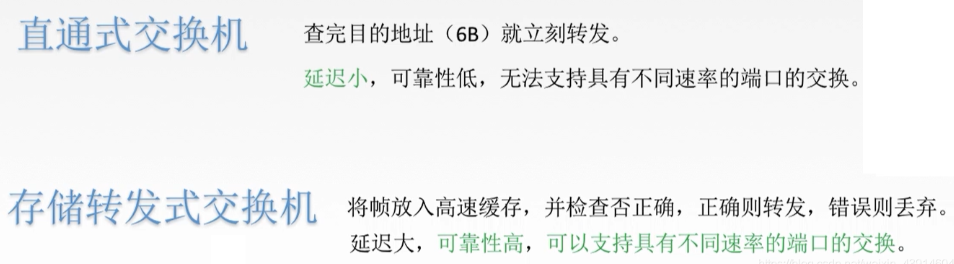 直通式交换机
查完目的地址（6B）就立刻转发。
延迟小，可靠性低，无法支持具有不同速率的端口的交换。
存储转发式交换机
将帧放入高速缓存，并检查否正确，正确则转发，错误则丢弃。
延迟大，可靠性高，可以支持具有不同速率的端口的交换。